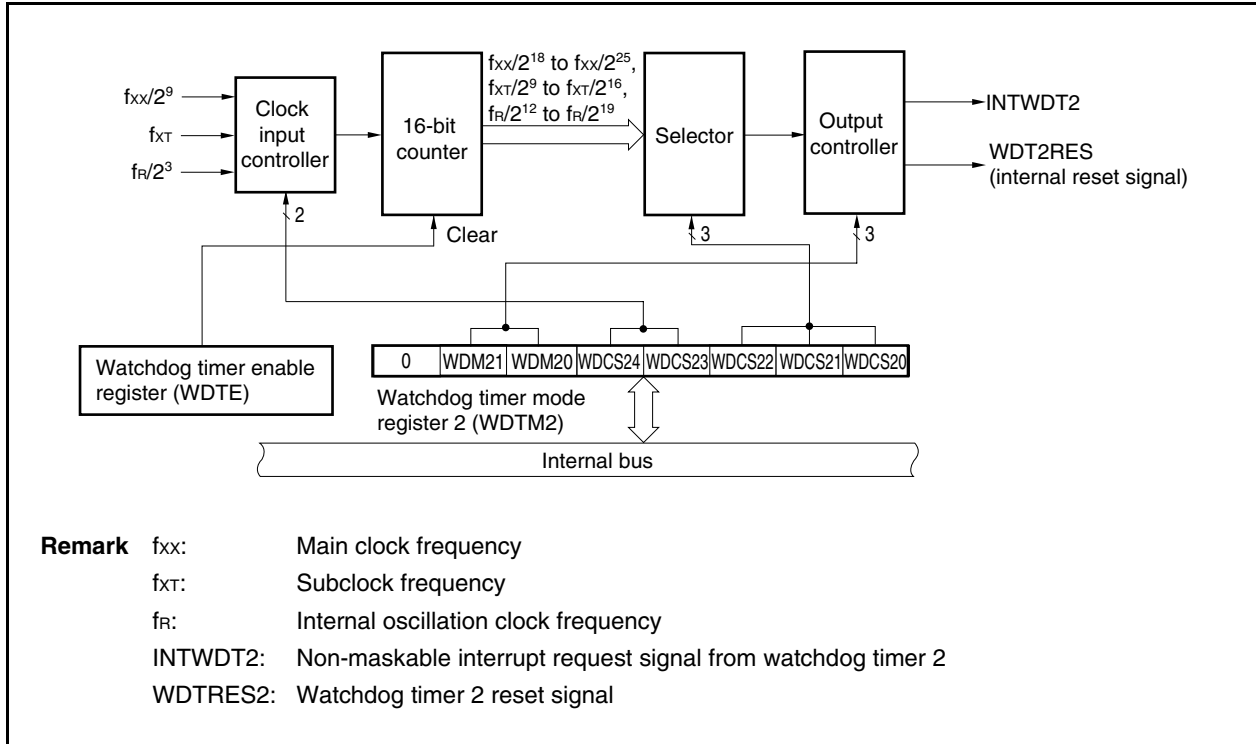 fXX/2^9
fXT
fR/2^3
Clock
input
controller
2
16-bit
counter
Clear
fXX/2^18 to fXX/2^25,
fXT/2^9 to fXT/2^16,
fR/2^12 to fR/2^19
Selector
3
Output
controller
3
INTWDT2
WDT2RES
(internal reset signal)
Watchdog timer enable
register (WDTE)
0 WDM21 WDM20 WDCS24 WDCS23 WDCS22 WDCS21 WDCS20
Watchdog timer mode
register 2 (WDTM2)
Internal bus
Remark fXX: Main clock frequency
fXT: Subclock frequency
fR: Internal oscillation clock frequency
INTWDT2: Non-maskable interrupt request signal from watchdog timer 2
WDTRES2: Watchdog timer 2 reset signal